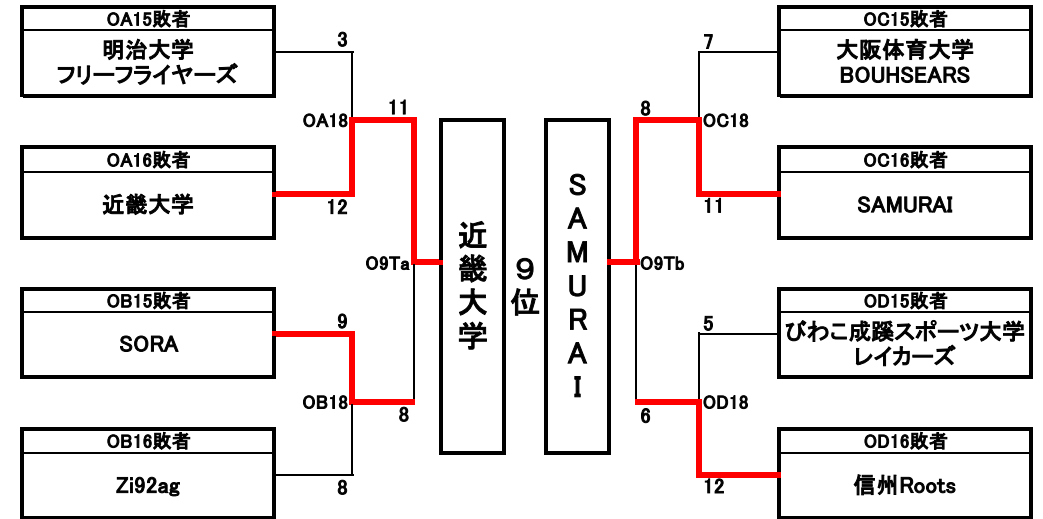 OA15敗者
明治大学
フリーフライヤーズ
3
OA18
11
OA16敗者
近畿大学
12
O9Ta
OB15敗者
SORA
9
OB18
8
OB16敗者
Zi92ag
8
近畿大学
9位
SAMURAI
OC15敗者
大阪体育大学
BOUHSEARS
7
8
OC18
OC16敗者
SAMURAI
11
O9Tb
OD15敗者
びわこ成蹊スポーツ大学
レイカーズ
5
OD18
6
OD16敗者
信州Roots
12